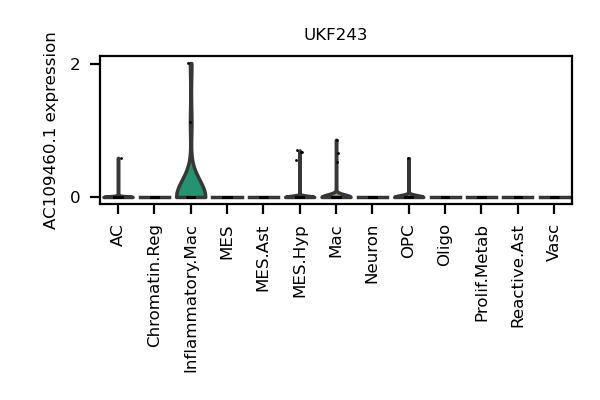 UKF243
AC109460.1 expression
2
0
AC
Chromatin.Reg
Inflammatory.Mac
MES
MES.Ast
MES.Hyp
Mac
Neuron
OPC
Oligo
Prolif.Metab
Reactive.Ast
Vasc